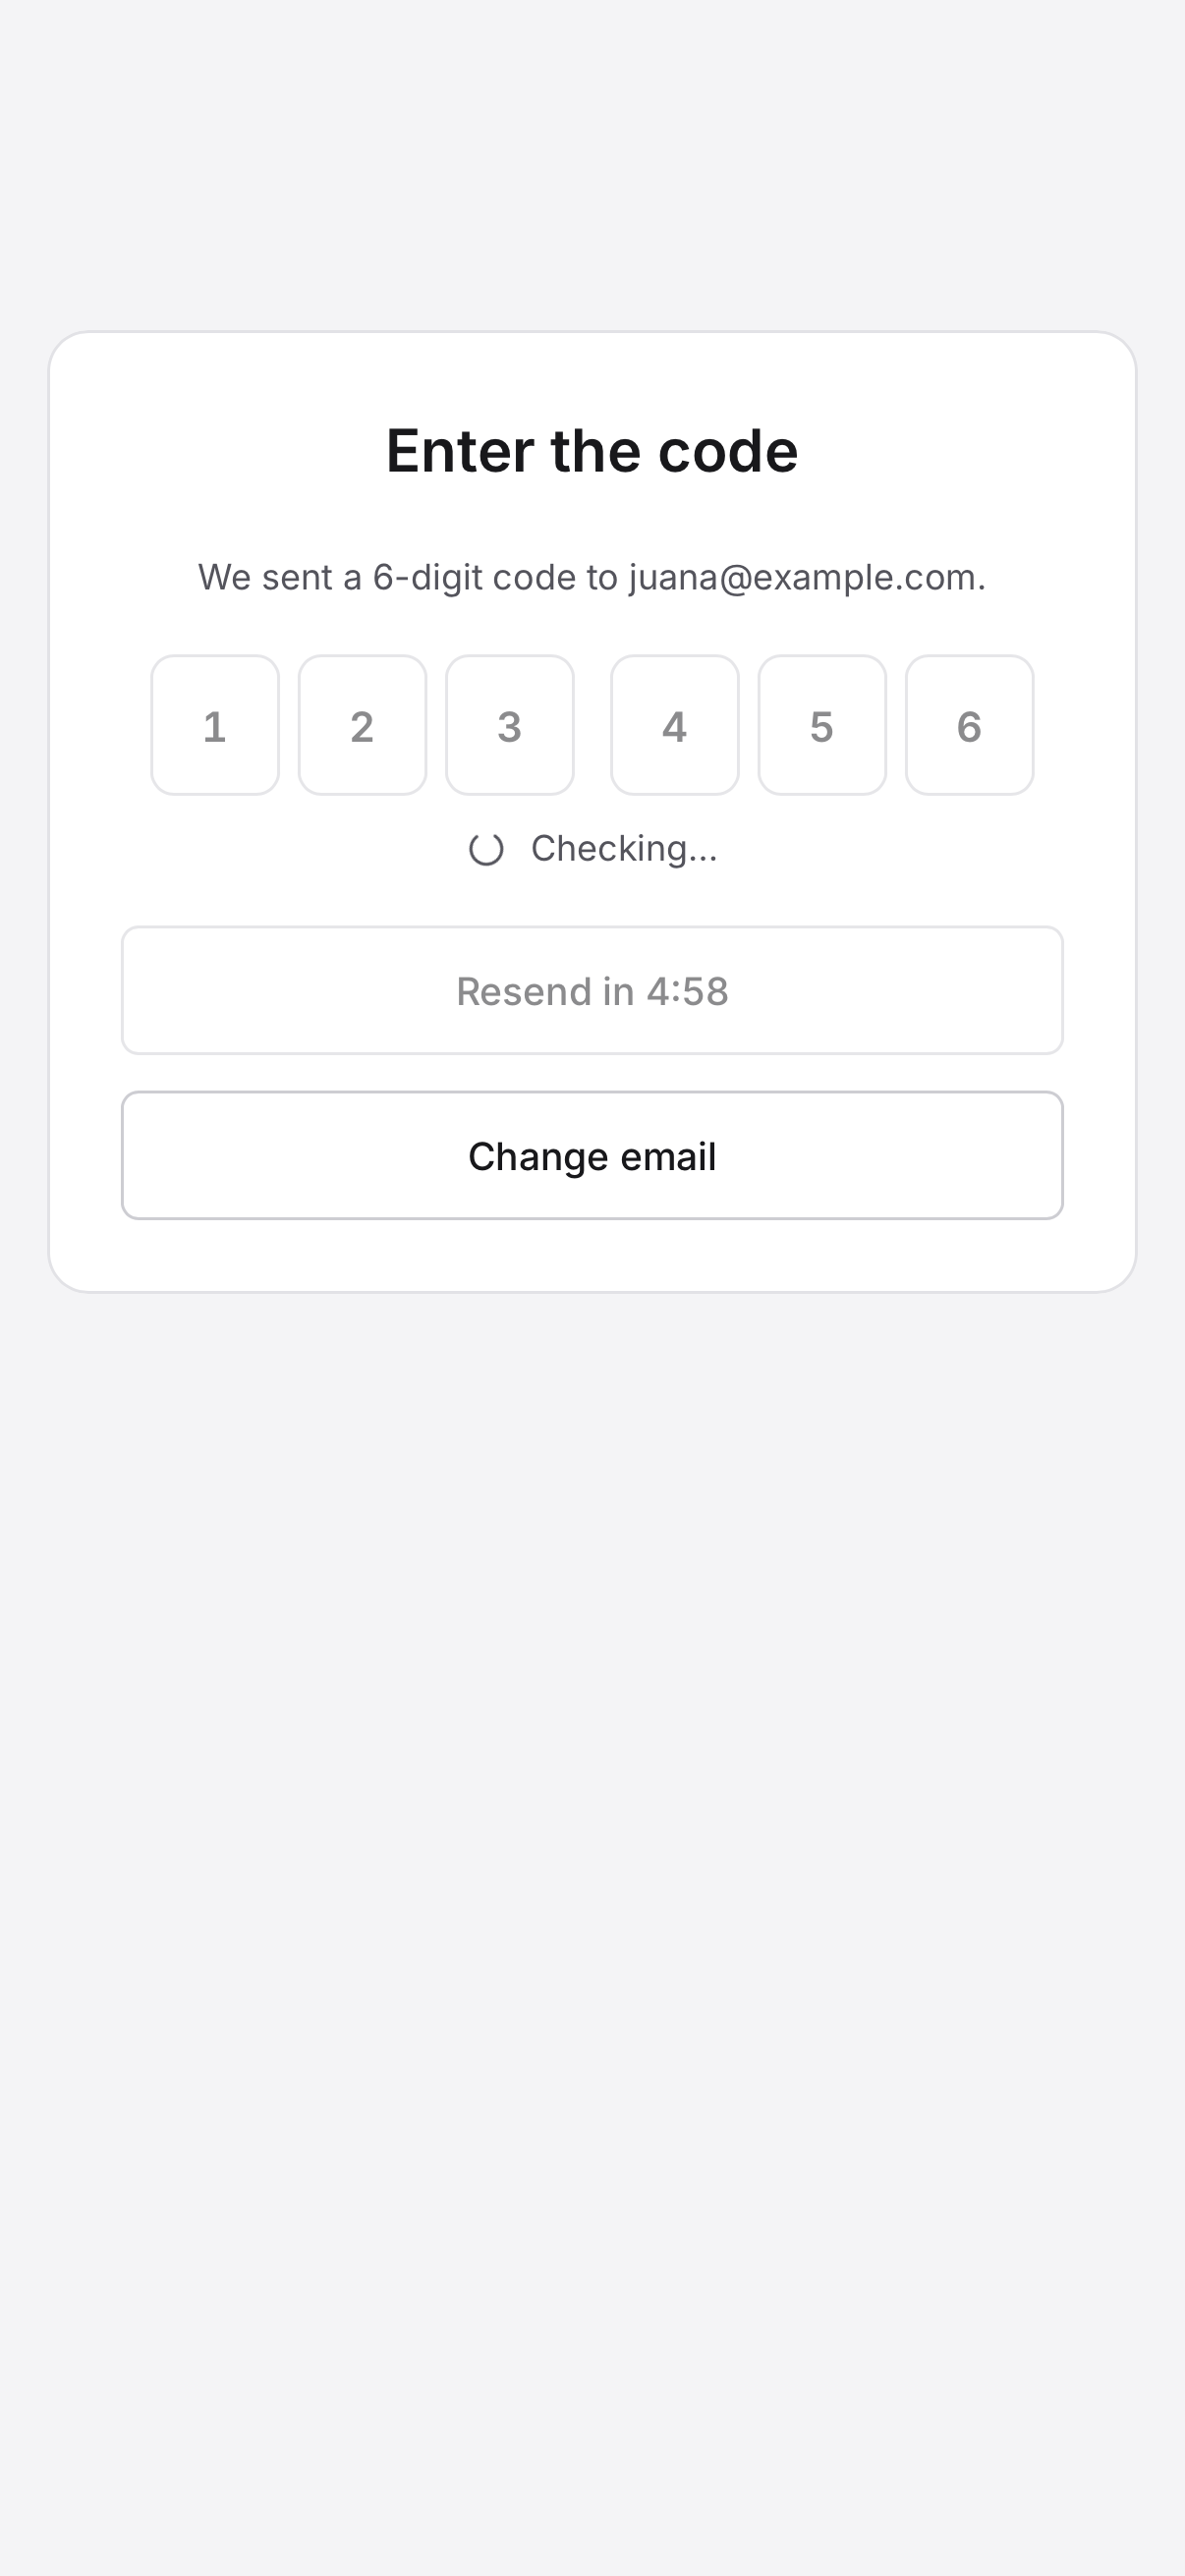 Enter the code
We sent a 6-digit code to juana@example.com.
1 2 3 4 5 6
Checking...
Resend in 4:58
Change email